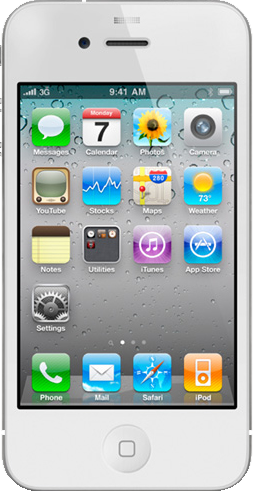 3G 9:41 AM
Monday
7
280
73°
Messages Calendar Photos Camera
YouTube Stocks Maps Weather
Notes Utilities iTunes App Store
Settings
Phone Mail Safari iPod